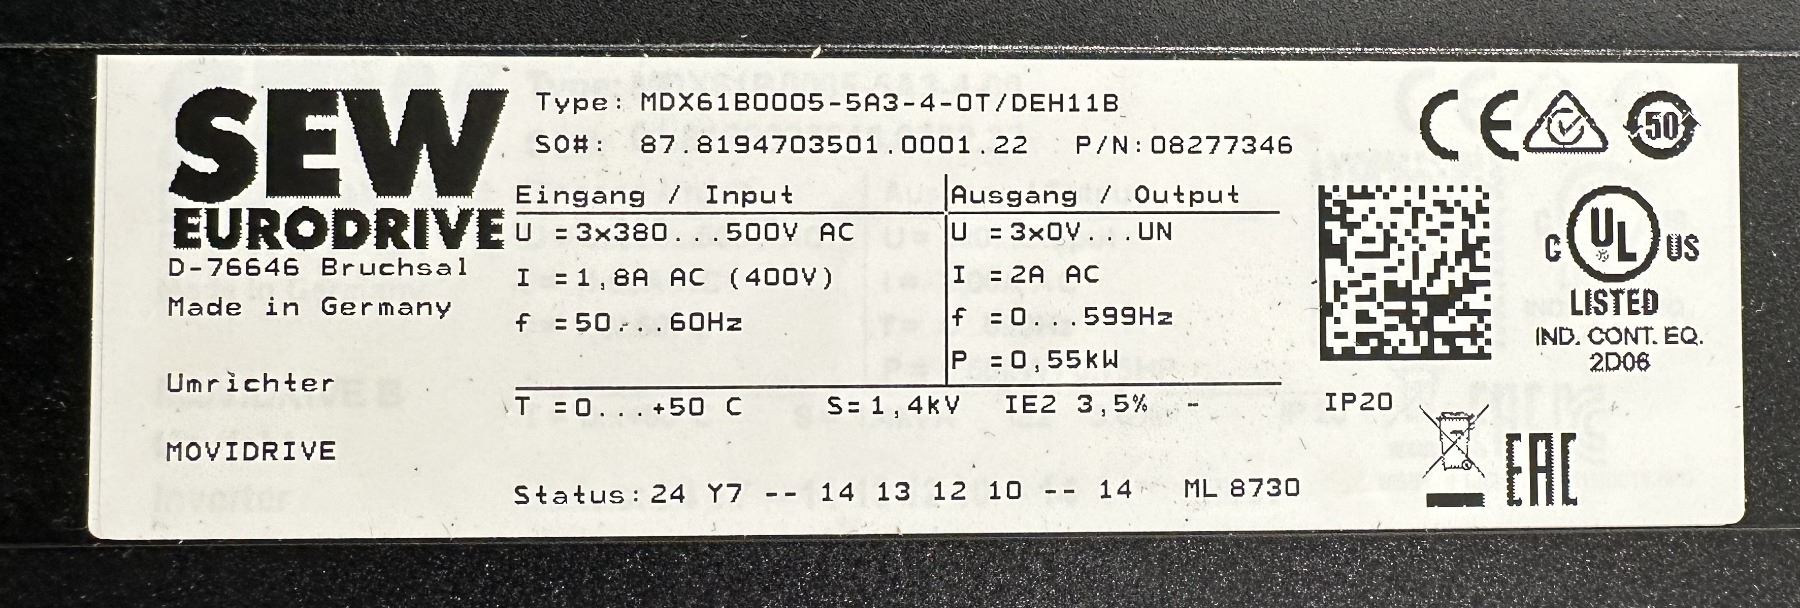 SEW
EURODRIVE
D-76646 Bruchsal
Made in Germany
Umrichter
MOVIDRIVE
Type: MDX61B0005-5A3-4-0T/DEH11B
SO#: 87.8194703501.0001.22 P/N:08277346
Eingang / Input
U =3x380...500V AC
I =1,8A AC (400V)
f =50...60Hz
Ausgang / Output
U =3x0V...UN
I =2A AC
f =0...599Hz
P =0,55kW
T =0...+50 C S=1,4kV IE2 3,5% - IP20
Status:24 Y7 -- 14 13 12 10 -- 14 ML 8730
CE
50
C UL US
LISTED
IND. CONT. EQ.
2D06
EAC